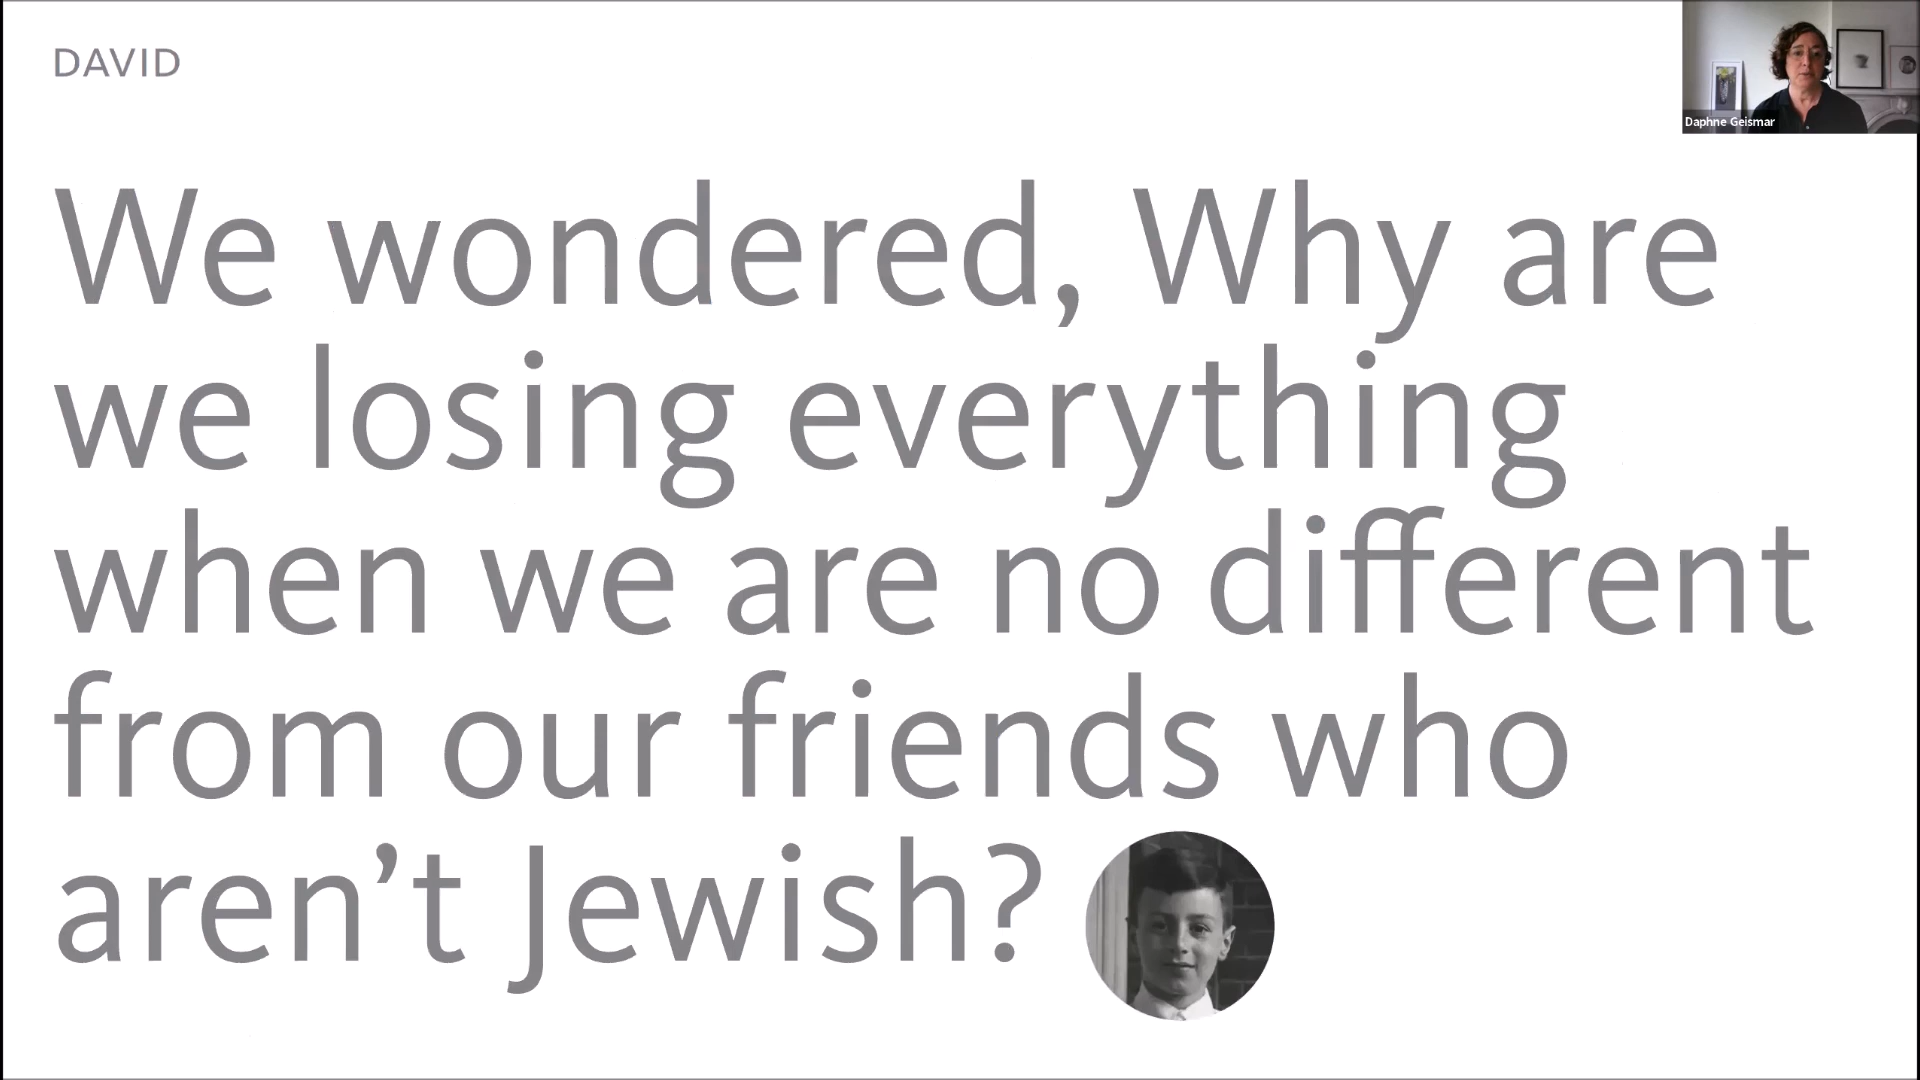 DAVID
Daphne Geismar
We wondered, Why are
we losing everything
when we are no different
from our friends who
aren’t Jewish?